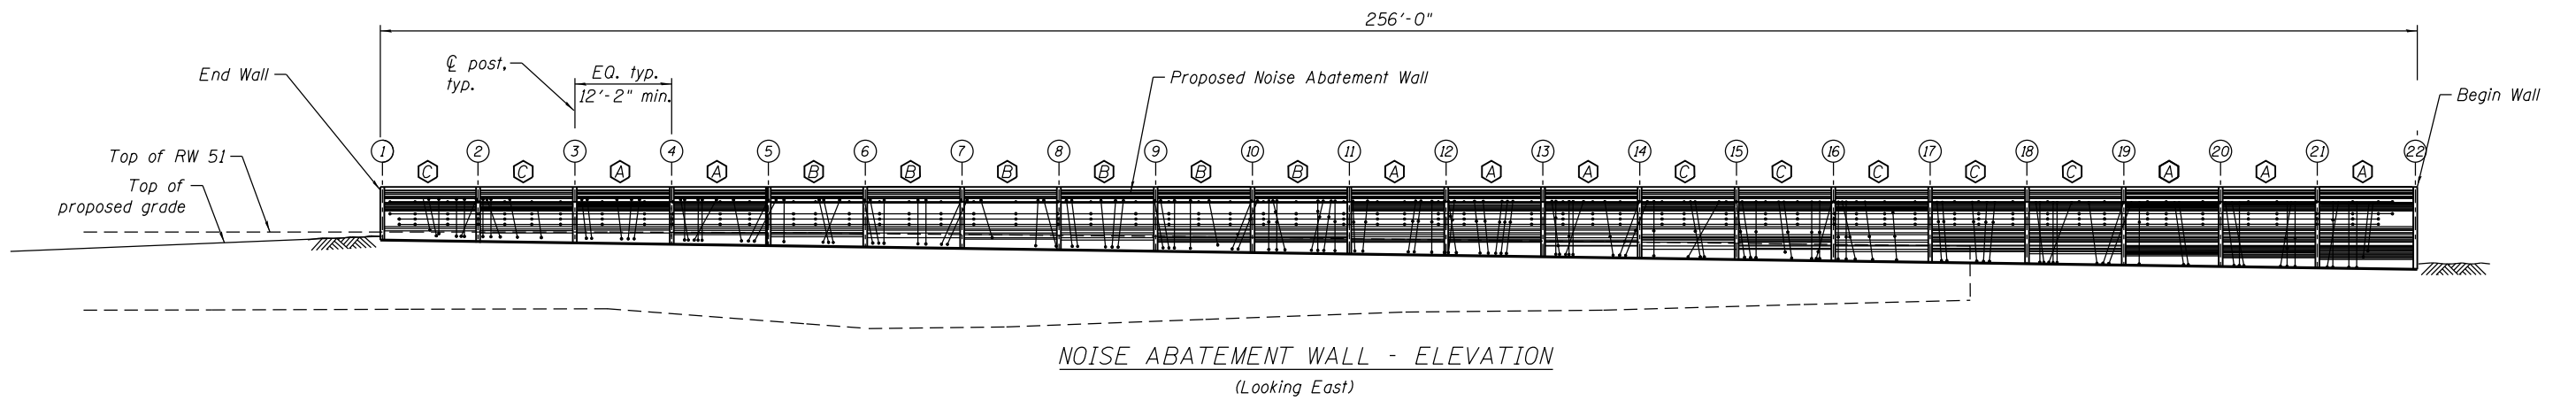 256'-0"
℄ post,
typ.
EQ. typ.
12'-2" min.
End Wall
Proposed Noise Abatement Wall
Begin Wall
Top of RW 51
Top of
proposed grade
1 2 3 4 5 6 7 8 9 10 11 12 13 14 15 16 17 18 19 20 21 22
C C A A B B B B B B A A A C C C C C A A A
NOISE ABATEMENT WALL - ELEVATION
(Looking East)